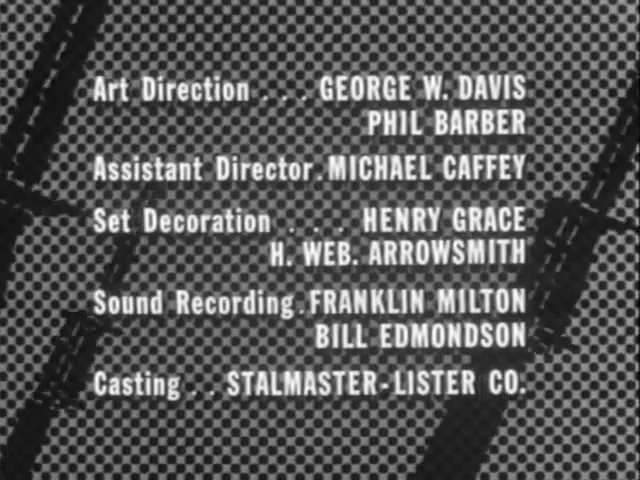 Art Direction . . . GEORGE W. DAVIS
PHIL BARBER
Assistant Director . MICHAEL CAFFEY
Set Decoration . . . HENRY GRACE
H. WEB. ARROWSMITH
Sound Recording . FRANKLIN MILTON
BILL EDMONDSON
Casting . . STALMASTER-LISTER CO.